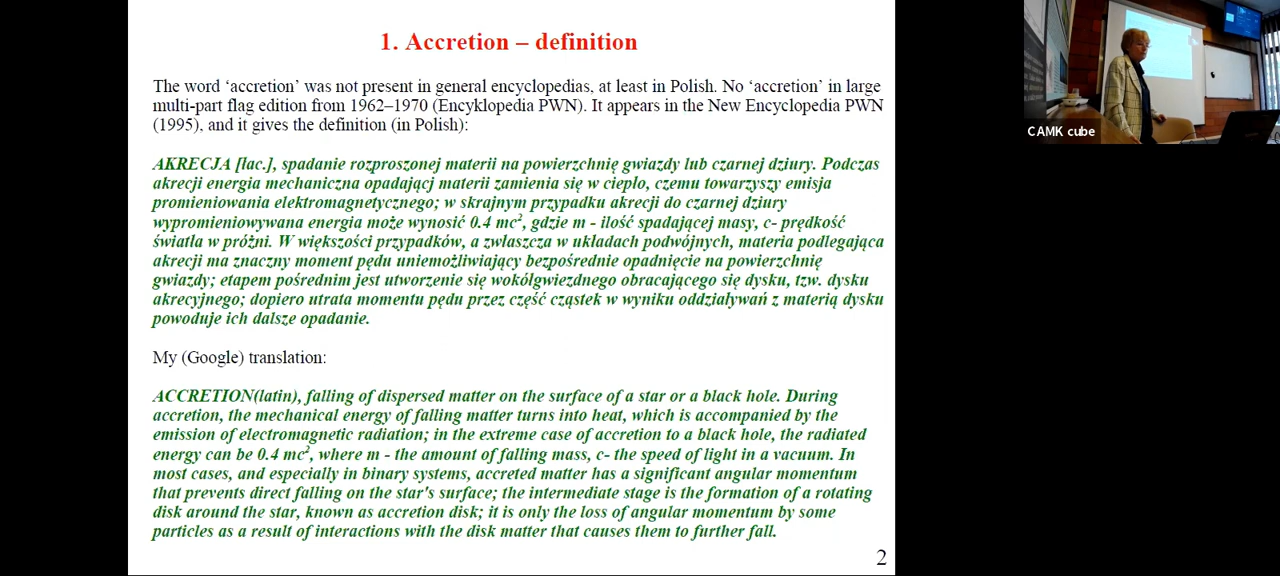 1. Accretion – definition
The word ‘accretion’ was not present in general encyclopedias, at least in Polish. No ‘accretion’ in large
multi-part flag edition from 1962–1970 (Encyklopedia PWN). It appears in the New Encyclopedia PWN
(1995), and it gives the definition (in Polish):
AKRECJA [łac.], spadanie rozproszonej materii na powierzchnię gwiazdy lub czarnej dziury. Podczas
akrecji energia mechaniczna opadającj materii zamienia się w ciepło, czemu towarzyszy emisja
promieniowania elektromagnetycznego; w skrajnym przypadku akrecji do czarnej dziury
wypromieniowywana energia może wynosić 0.4 mc², gdzie m - ilość spadającej masy, c- prędkość
światła w próżni. W większości przypadków, a zwłaszcza w układach podwójnych, materia podlegająca
akrecji ma znaczny moment pędu uniemożliwiający bezpośrednie opadnięcie na powierzchnię
gwiazdy; etapem pośrednim jest utworzenie się wokółgwiezdnego obracającego się dysku, tzw. dysku
akrecyjnego; dopiero utrata momentu pędu przez część cząstek w wyniku oddziaływań z materią dysku
powoduje ich dalsze opadanie.
My (Google) translation:
ACCRETION(latin), falling of dispersed matter on the surface of a star or a black hole. During
accretion, the mechanical energy of falling matter turns into heat, which is accompanied by the
emission of electromagnetic radiation; in the extreme case of accretion to a black hole, the radiated
energy can be 0.4 mc², where m - the amount of falling mass, c- the speed of light in a vacuum. In
most cases, and especially in binary systems, accreted matter has a significant angular momentum
that prevents direct falling on the star's surface; the intermediate stage is the formation of a rotating
disk around the star, known as accretion disk; it is only the loss of angular momentum by some
particles as a result of interactions with the disk matter that causes them to further fall.
2
CAMK cube